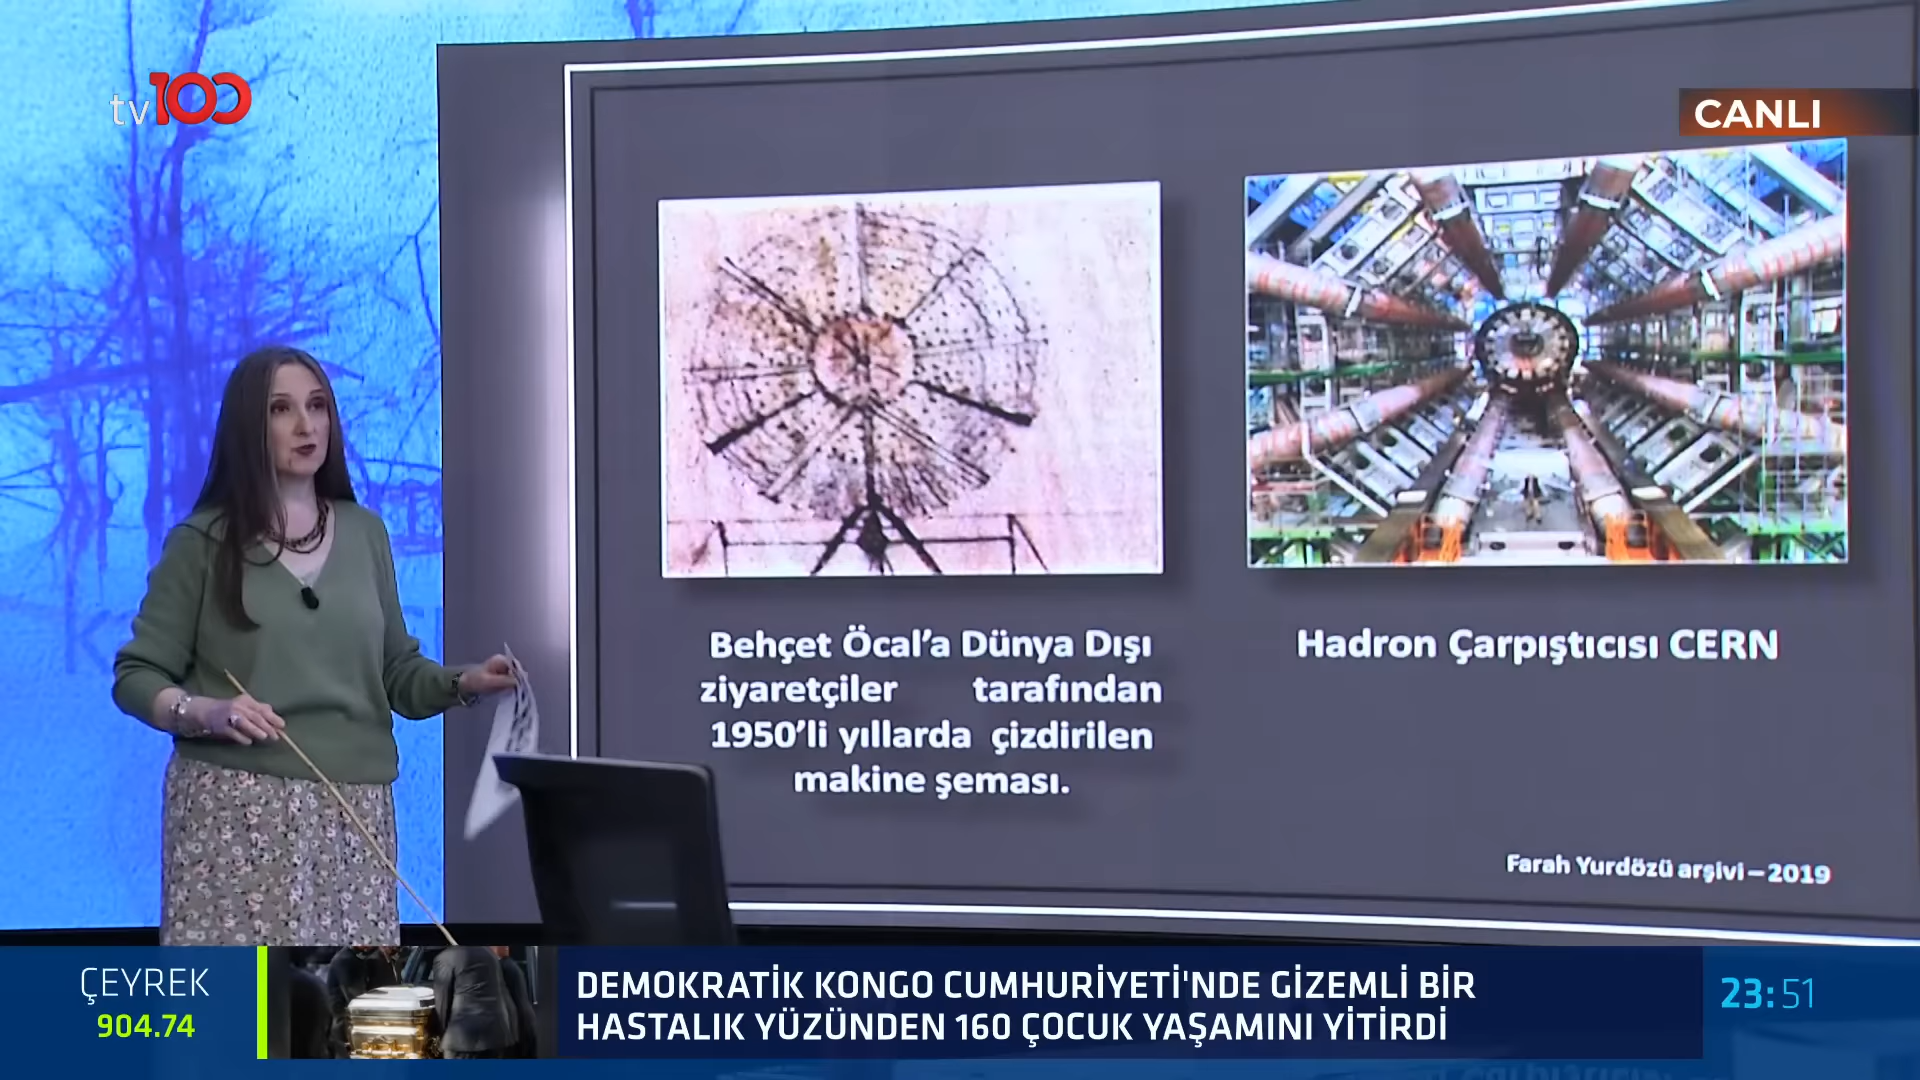 tv100
CANLI
Behçet Öcal'a Dünya Dışı
ziyaretçiler tarafından
1950'li yıllarda çizdirilen
makine şeması.
Hadron Çarpıştıcısı CERN
Farah Yurdözü arşivi – 2019
ÇEYREK
904.74
DEMOKRATİK KONGO CUMHURİYETİ'NDE GİZEMLİ BİR
HASTALIK YÜZÜNDEN 160 ÇOCUK YAŞAMINI YİTİRDİ
23:51